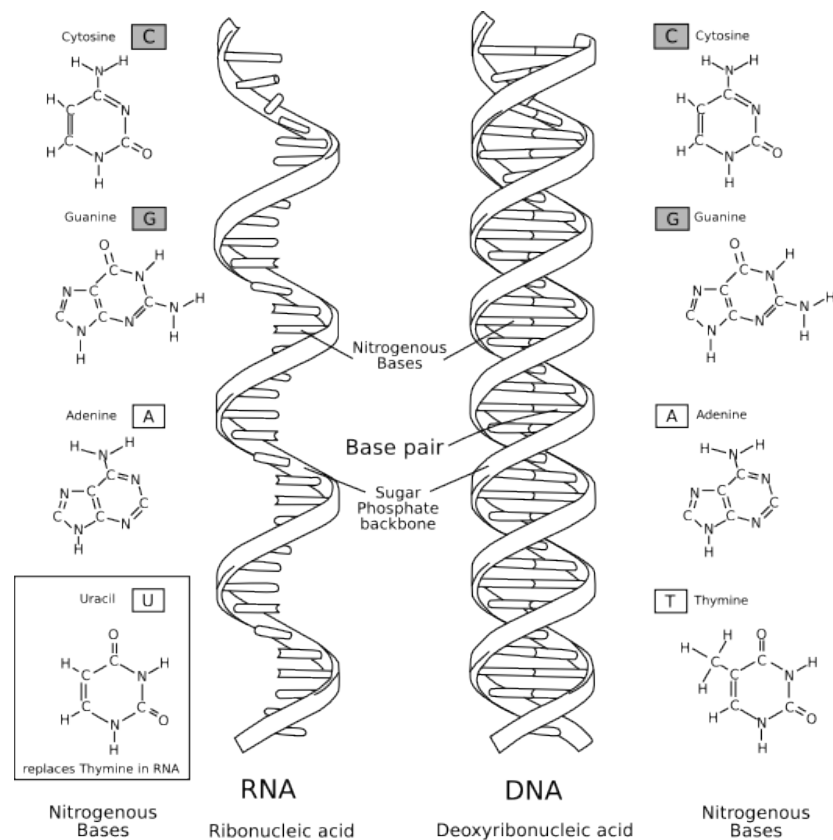 Cytosine C
H H
N
H C
C N
C C
H N O
H
Guanine G
O H
C
N C N H
C C C N
N N H
H
Adenine A
H H
N
C
N C N
C C C
N N
H
Uracil U
O
H C H
C N
C C
H N O
H
replaces Thymine in RNA
Nitrogenous
Bases
Nitrogenous
Bases
Base pair
Sugar
Phosphate
backbone
RNA
Ribonucleic acid
DNA
Deoxyribonucleic acid
C Cytosine
H H
N
H C
C N
C C
H N O
H
G Guanine
O H
C
N C N H
C C C N
N N H
H
A Adenine
H H
N
C
N C N
C C C
N N
H
T Thymine
H O
H C C H
H C N
C C
H N O
H
Nitrogenous
Bases